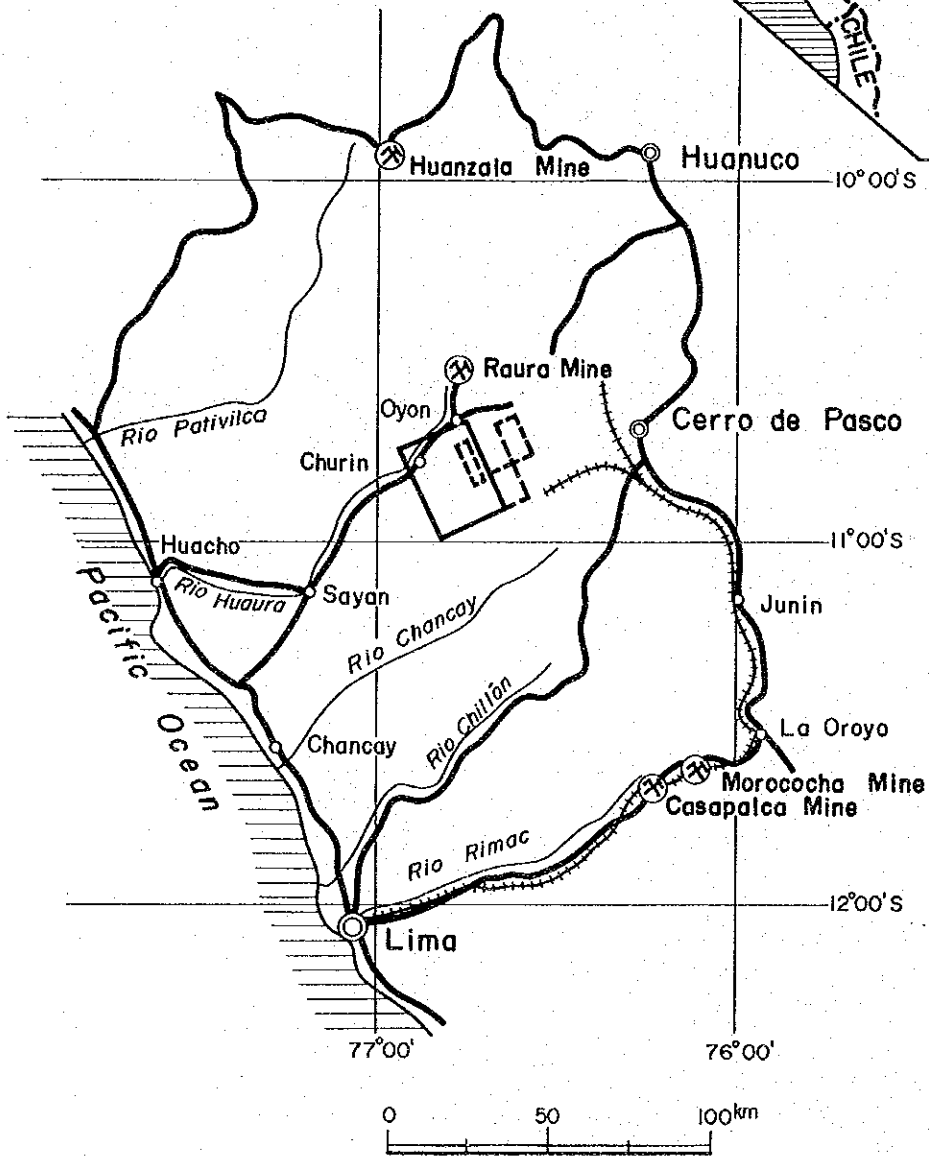 CHILE
Huanzala Mine
Huanuco
10°00'S
Raura Mine
Oyon
Rio Pativilca
Cerro de Pasco
Churin
11°00'S
Huacho
Rio Huaura
Sayan
Junin
Rio Chancay
Pacific Ocean
Rio Chillón
La Oroyo
Chancay
Morococha Mine
Casapalca Mine
Rio Rimac
12°00'S
Lima
77°00'
76°00'
0 50 100km